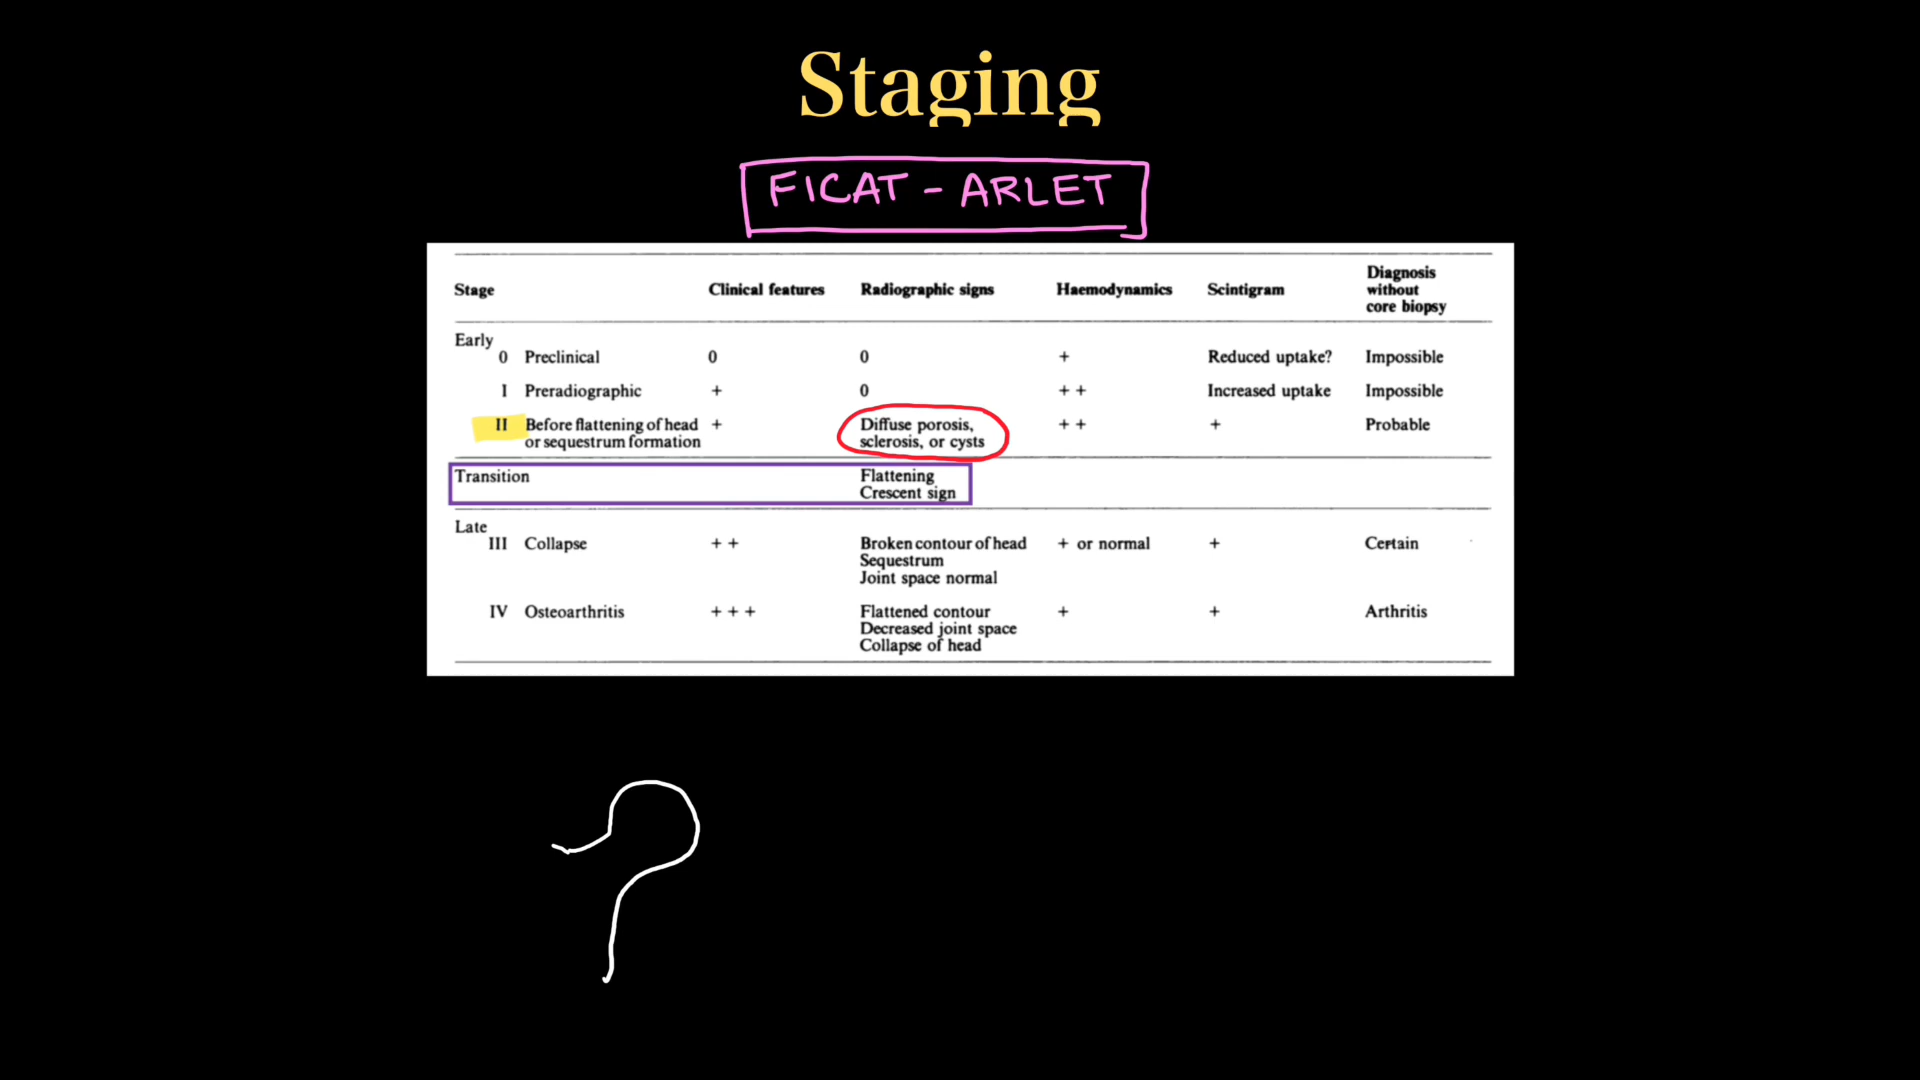 Staging
FICAT - ARLET
Stage Clinical features Radiographic signs Haemodynamics Scintigram Diagnosis without core biopsy
Early
0 Preclinical 0 0 + Reduced uptake? Impossible
I Preradiographic + 0 + + Increased uptake Impossible
II Before flattening of head + Diffuse porosis, + + + Probable
or sequestrum formation sclerosis, or cysts
Transition Flattening
Crescent sign
Late
III Collapse + + Broken contour of head + or normal + Certain
Sequestrum
Joint space normal
IV Osteoarthritis + + + Flattened contour + + Arthritis
Decreased joint space
Collapse of head